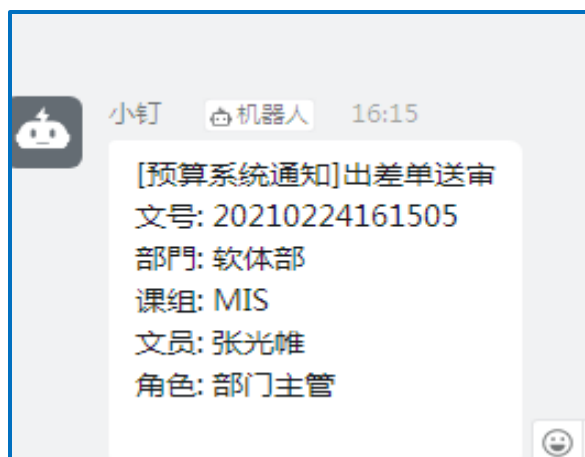 小钉 机器人 16:15
[预算系统通知]出差单送审
文号: 20210224161505
部門: 软体部
课组: MIS
文员: 张光帷
角色: 部门主管